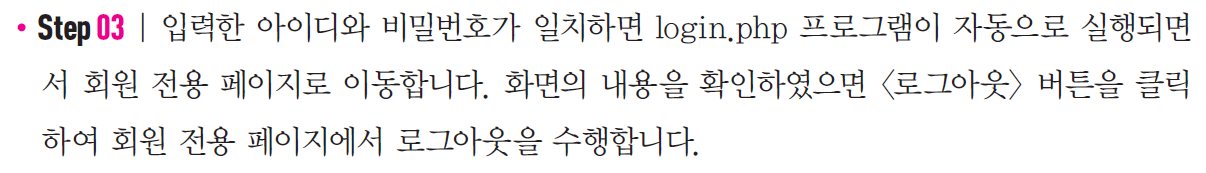 • Step 03 | 입력한 아이디와 비밀번호가 일치하면 login.php 프로그램이 자동으로 실행되면
서 회원 전용 페이지로 이동합니다. 화면의 내용을 확인하였으면 〈로그아웃〉 버튼을 클릭
하여 회원 전용 페이지에서 로그아웃을 수행합니다.